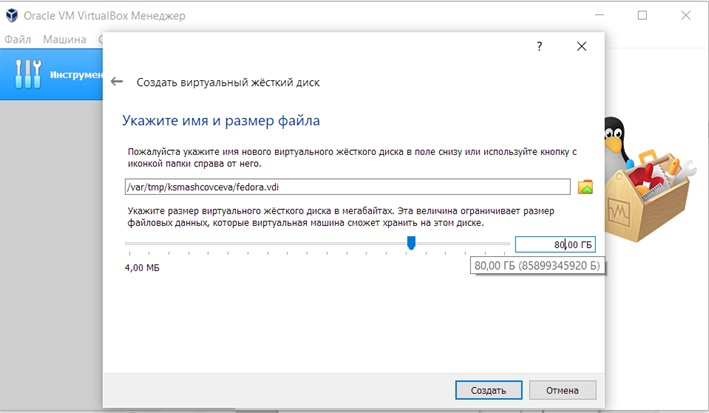 Oracle VM VirtualBox Менеджер
Файл Машина С
?
Инструмен
Создать виртуальный жёсткий диск
Укажите имя и размер файла
Пожалуйста укажите имя нового виртуального жёсткого диска в поле снизу или используйте кнопку с
иконкой папки справа от него.
/var/tmp/ksmashcovceva/fedora.vdi
Укажите размер виртуального жёсткого диска в мегабайтах. Эта величина ограничивает размер
файловых данных, которые виртуальная машина сможет хранить на этом диске.
80,00 ГБ
4,00 МБ
80,00 ГБ (85899345920 Б)
Создать Отмена